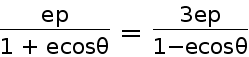 ep/(1 + ecosθ) = 3ep/(1−ecosθ)